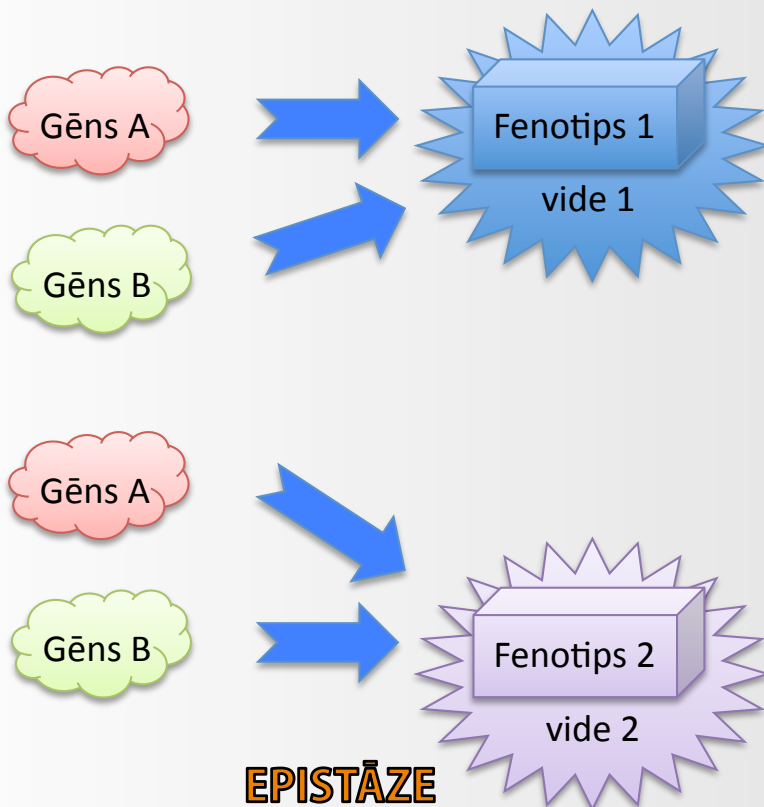 Gēns A
Fenotips 1
vide 1
Gēns B
Gēns A
Gēns B
Fenotips 2
vide 2
EPISTĀZE